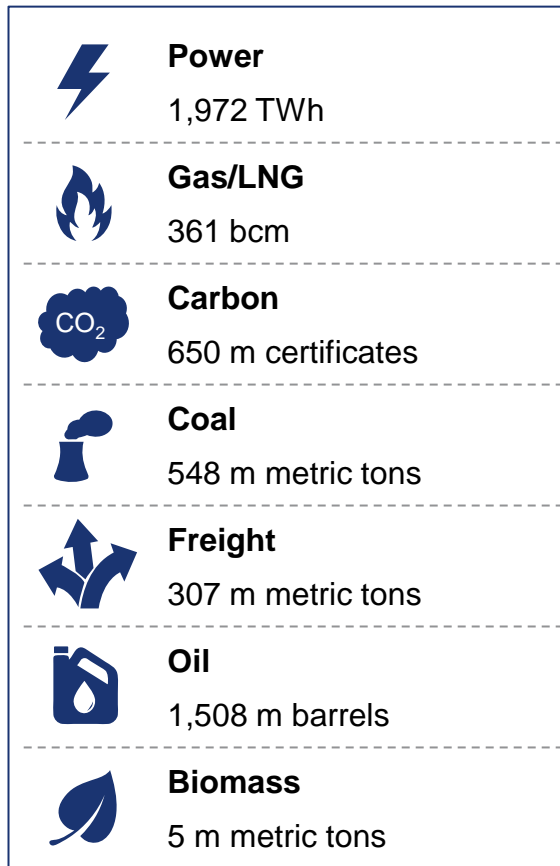 Power
1,972 TWh
Gas/LNG
361 bcm
CO₂
Carbon
650 m certificates
Coal
548 m metric tons
Freight
307 m metric tons
Oil
1,508 m barrels
Biomass
5 m metric tons